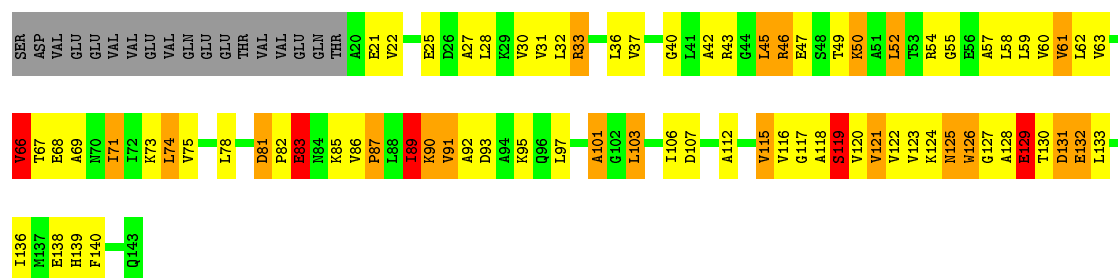 SER ASP VAL GLU GLU VAL VAL GLU VAL GLN GLU GLU THR VAL VAL GLU GLN THR A20 E21 V22 E25 D26 A27 L28 K29 V30 V31 L32 R33 L36 V37 G40 L41 A42 R43 G44 L45 R46 E47 S48 T49 K50 A51 L52 T53 R54 G55 E56 A57 L58 L59 V60 V61 L62 V63
V66 T67 E68 A69 N70 I71 I72 K73 L74 V75 L78 D81 P82 E83 N84 K85 V86 P87 L88 I89 K90 V91 A92 D93 A94 K95 Q96 L97 A101 G102 L103 I106 D107 A112 V115 V116 G117 A118 S119 V120 V121 V122 V123 K124 N125 W126 G127 A128 E129 T130 D131 E132 L133
I136 M137 E138 H139 F140 Q143